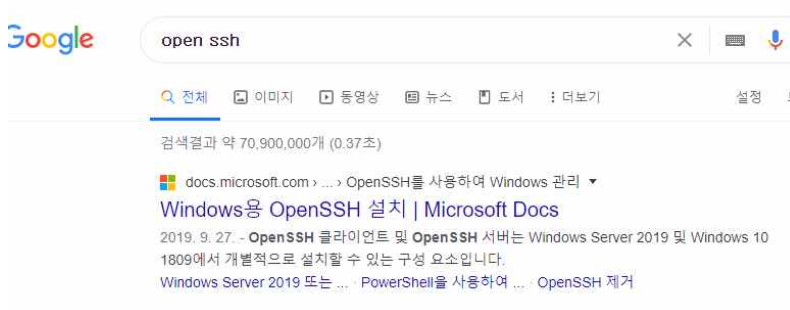 Google
open ssh
전체 이미지 동영상 뉴스 도서 더보기 설정
검색결과 약 70,900,000개 (0.37초)
docs.microsoft.com › ... › OpenSSH를 사용하여 Windows 관리
Windows용 OpenSSH 설치 | Microsoft Docs
2019. 9. 27. - OpenSSH 클라이언트 및 OpenSSH 서버는 Windows Server 2019 및 Windows 10
1809에서 개별적으로 설치할 수 있는 구성 요소입니다.
Windows Server 2019 또는 ... · PowerShell을 사용하여 ... · OpenSSH 제거